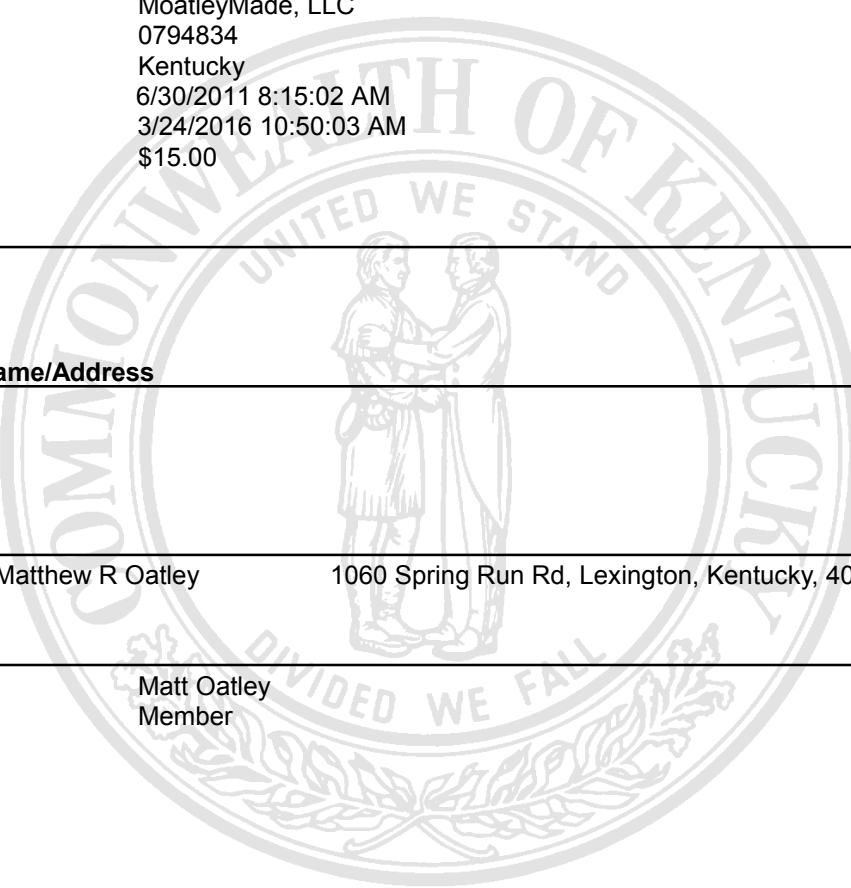 MoatleyMade, LLC
0794834
Kentucky
6/30/2011 8:15:02 AM
3/24/2016 10:50:03 AM
$15.00
COMMONWEALTH OF KENTUCKY
UNITED WE STAND
ame/Address
Matthew R Oatley 1060 Spring Run Rd, Lexington, Kentucky, 40
DIVIDED WE FALL
Matt Oatley
Member